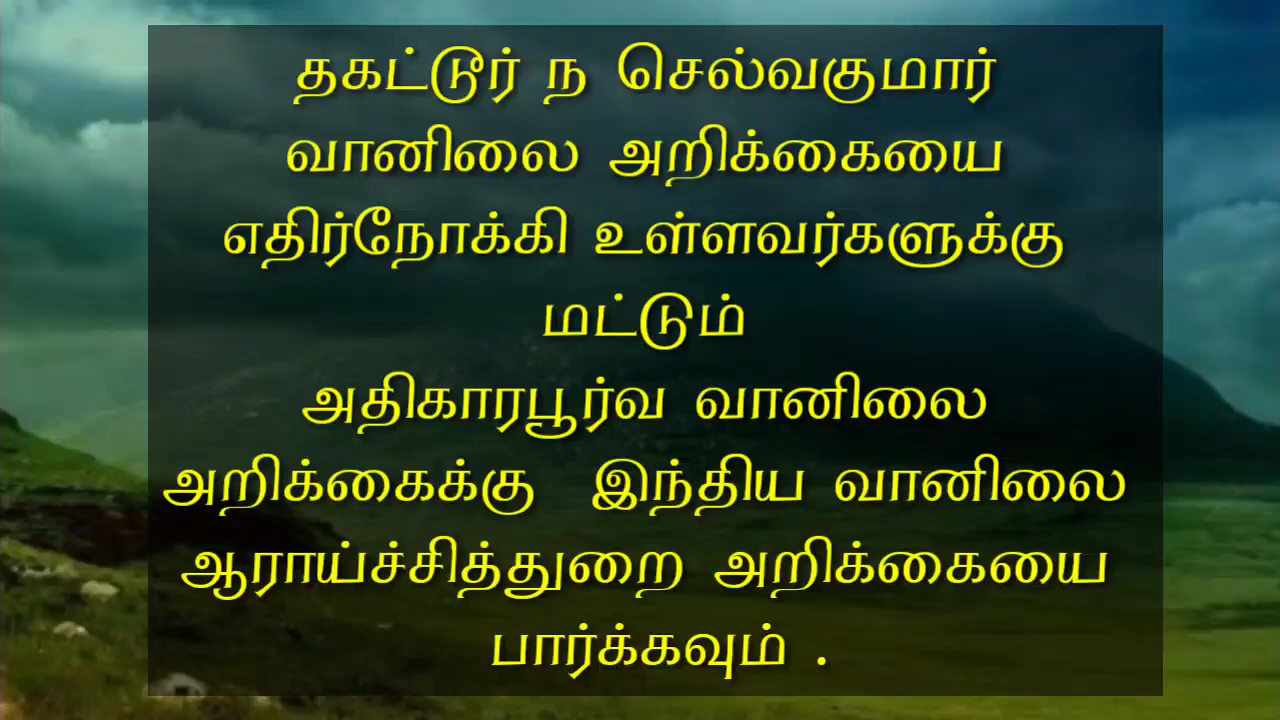 தகட்டூர் ந செல்வகுமார்
வானிலை அறிக்கையை
எதிர்நோக்கி உள்ளவர்களுக்கு
மட்டும்
அதிகாரபூர்வ வானிலை
அறிக்கைக்கு இந்திய வானிலை
ஆராய்ச்சித்துறை அறிக்கையை
பார்க்கவும் .